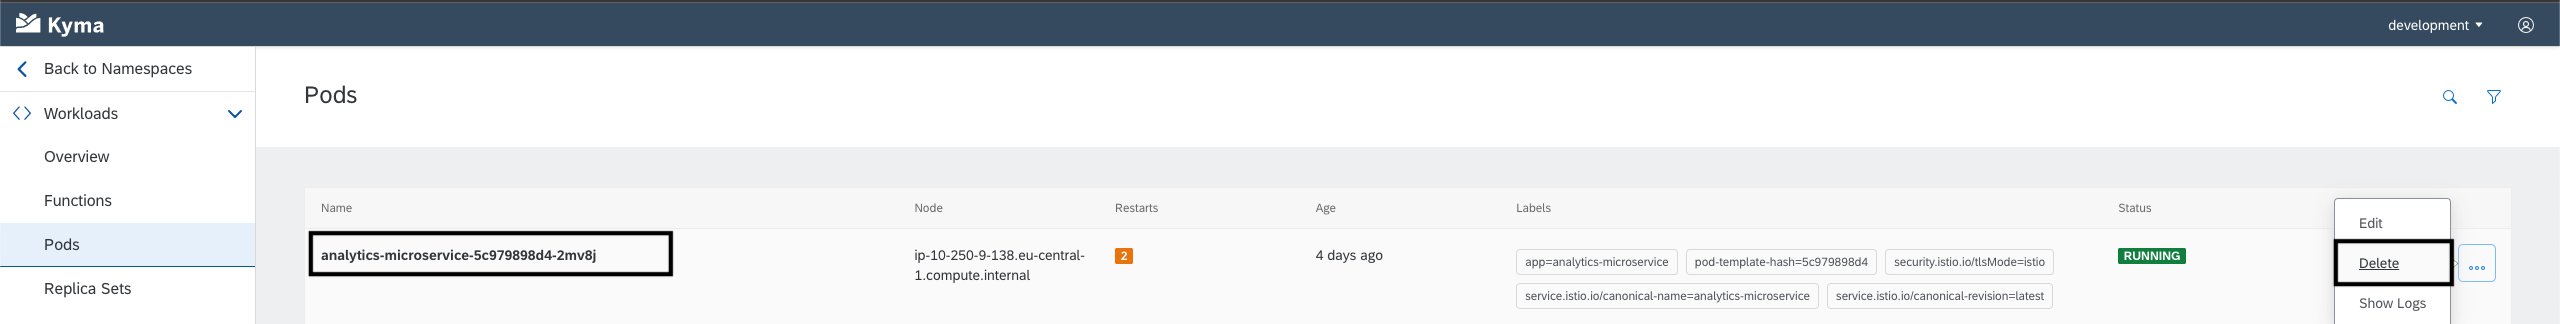 Kyma
development
Back to Namespaces
Workloads
Overview
Functions
Pods
Replica Sets
Pods
Name Node Restarts Age Labels Status
analytics-microservice-5c979898d4-2mv8j
ip-10-250-9-138.eu-central-
1.compute.internal
2
4 days ago
app=analytics-microservice pod-template-hash=5c979898d4 security.istio.io/tlsMode=istio
service.istio.io/canonical-name=analytics-microservice service.istio.io/canonical-revision=latest
RUNNING
Edit
Delete
Show Logs